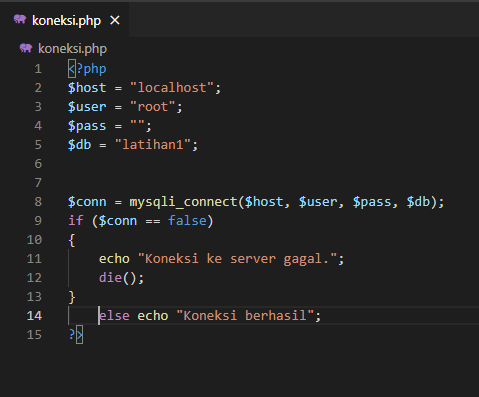 koneksi.php ×
koneksi.php
1 <?php
2 $host = "localhost";
3 $user = "root";
4 $pass = "";
5 $db = "latihan1";
6
7
8 $conn = mysqli_connect($host, $user, $pass, $db);
9 if ($conn == false)
10 {
11     echo "Koneksi ke server gagal.";
12     die();
13 }
14     else echo "Koneksi berhasil";
15 ?>